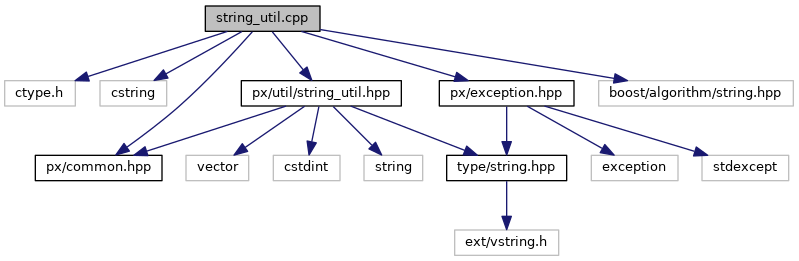 string_util.cpp
ctype.h
cstring
px/util/string_util.hpp
px/exception.hpp
boost/algorithm/string.hpp
px/common.hpp
vector
cstdint
string
type/string.hpp
exception
stdexcept
ext/vstring.h